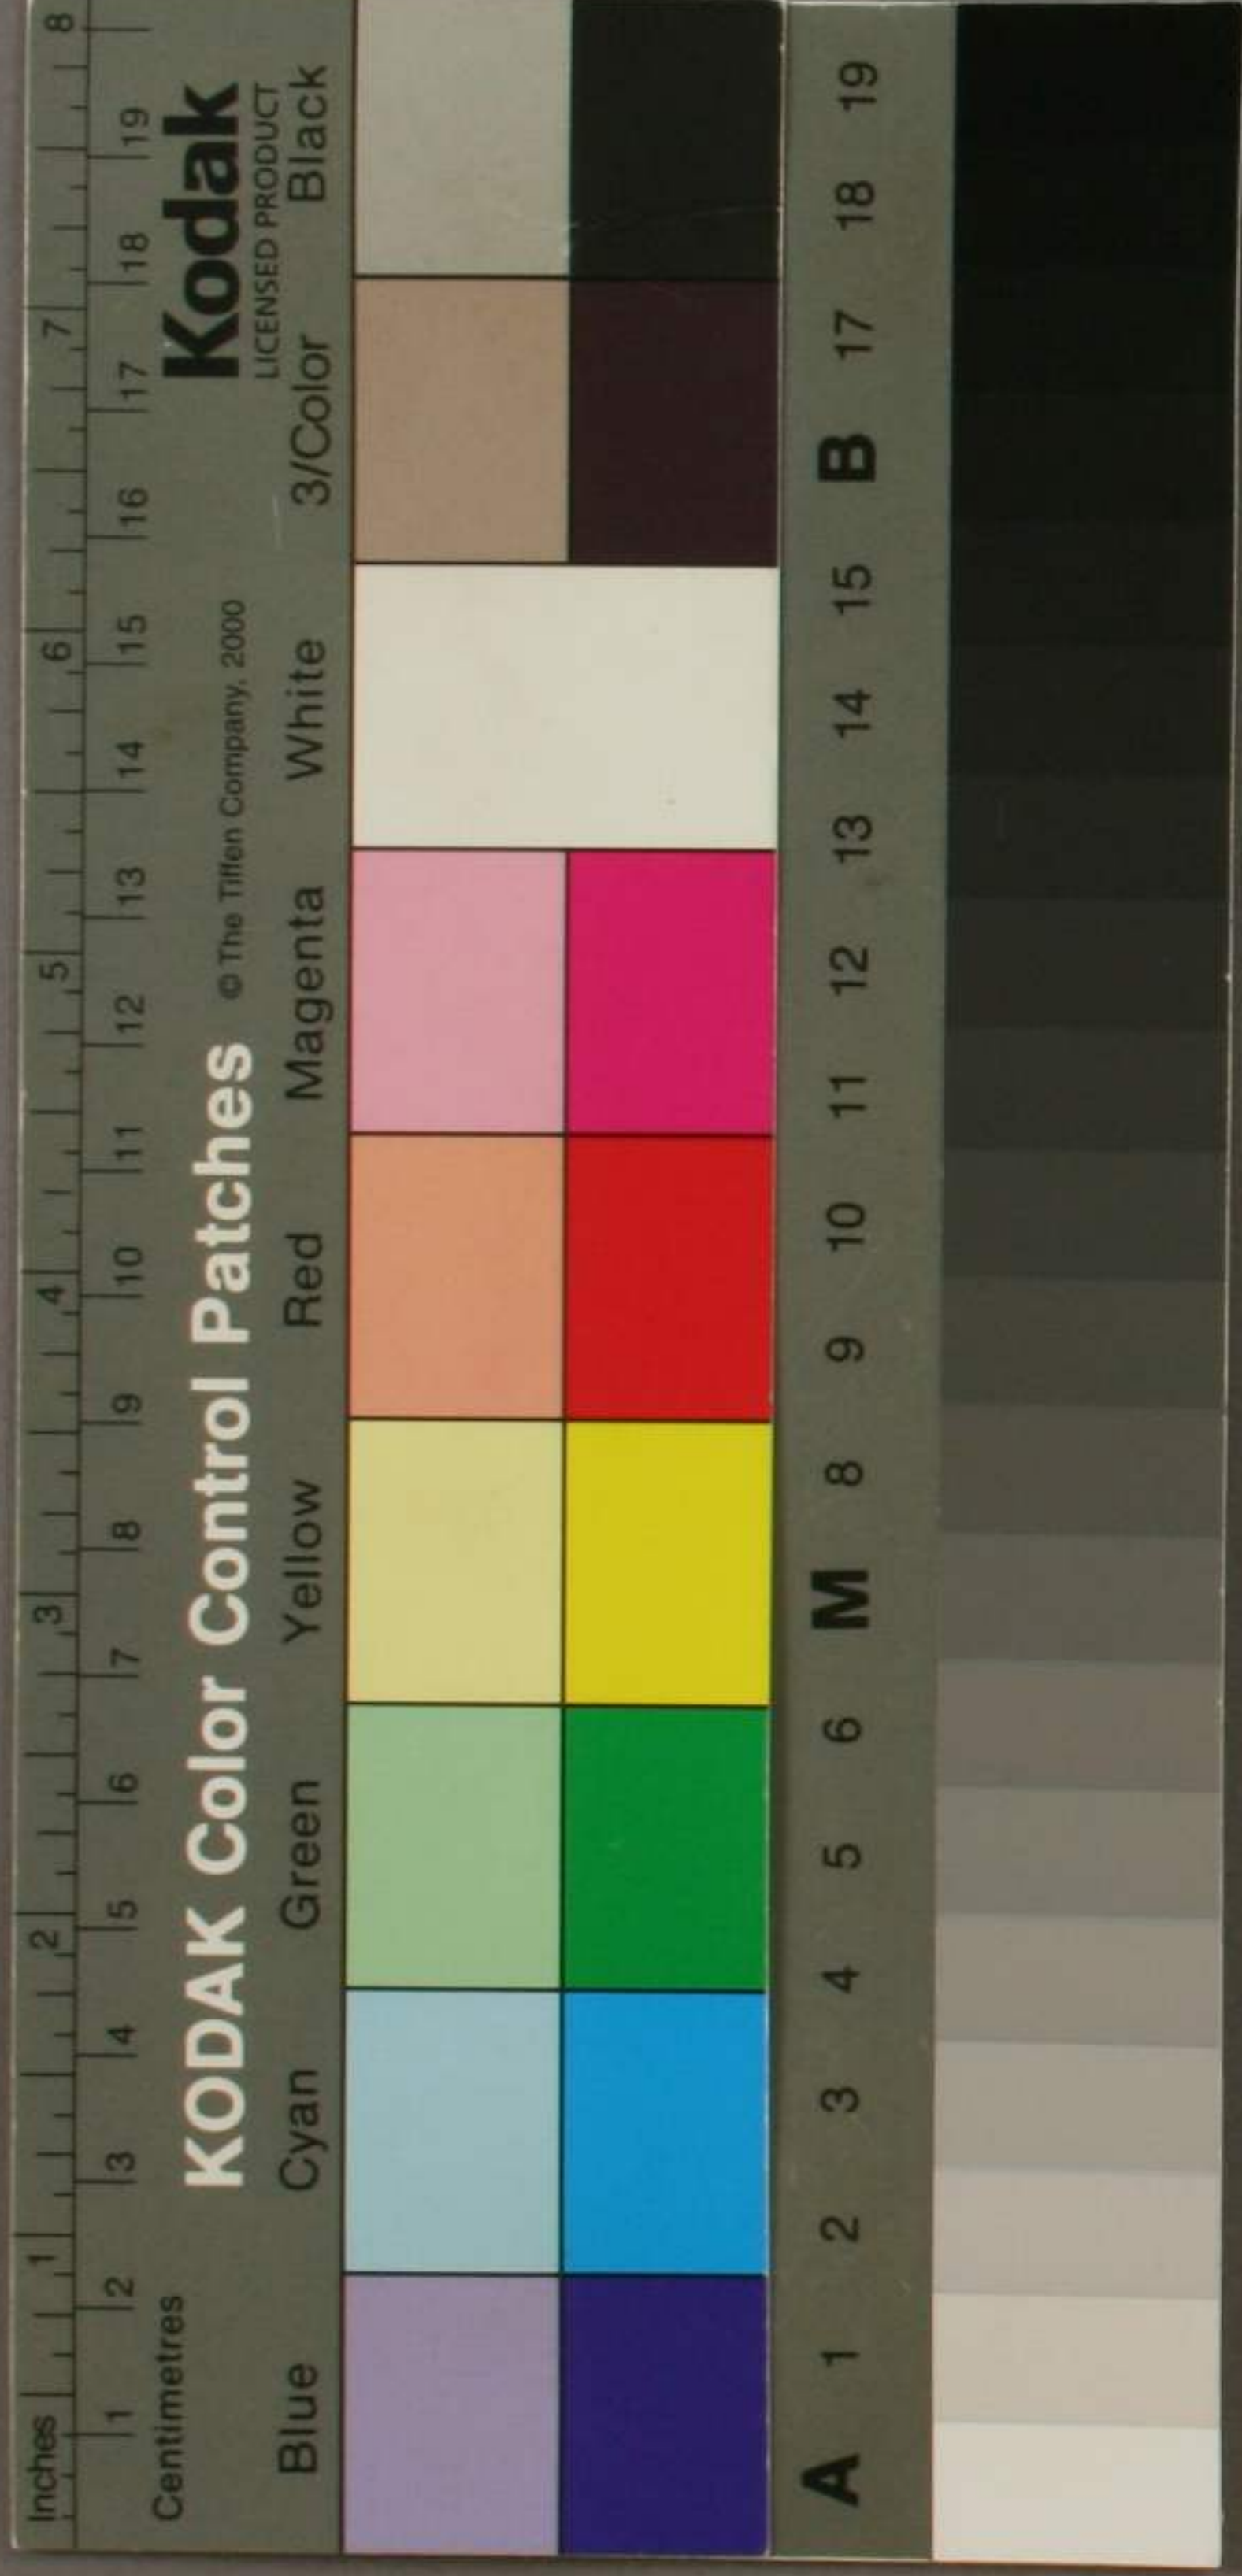 Inches 1 2 3 4 5 6 7 8
1 2 3 4 5 6 7 8 9 10 11 12 13 14 15 16 17 18 19
Centimetres
KODAK Color Control Patches © The Tiffen Company, 2000 Kodak
LICENSED PRODUCT
Blue Cyan Green Yellow Red Magenta White 3/Color Black
A 1 2 3 4 5 6 M 8 9 10 11 12 13 14 15 B 17 18 19